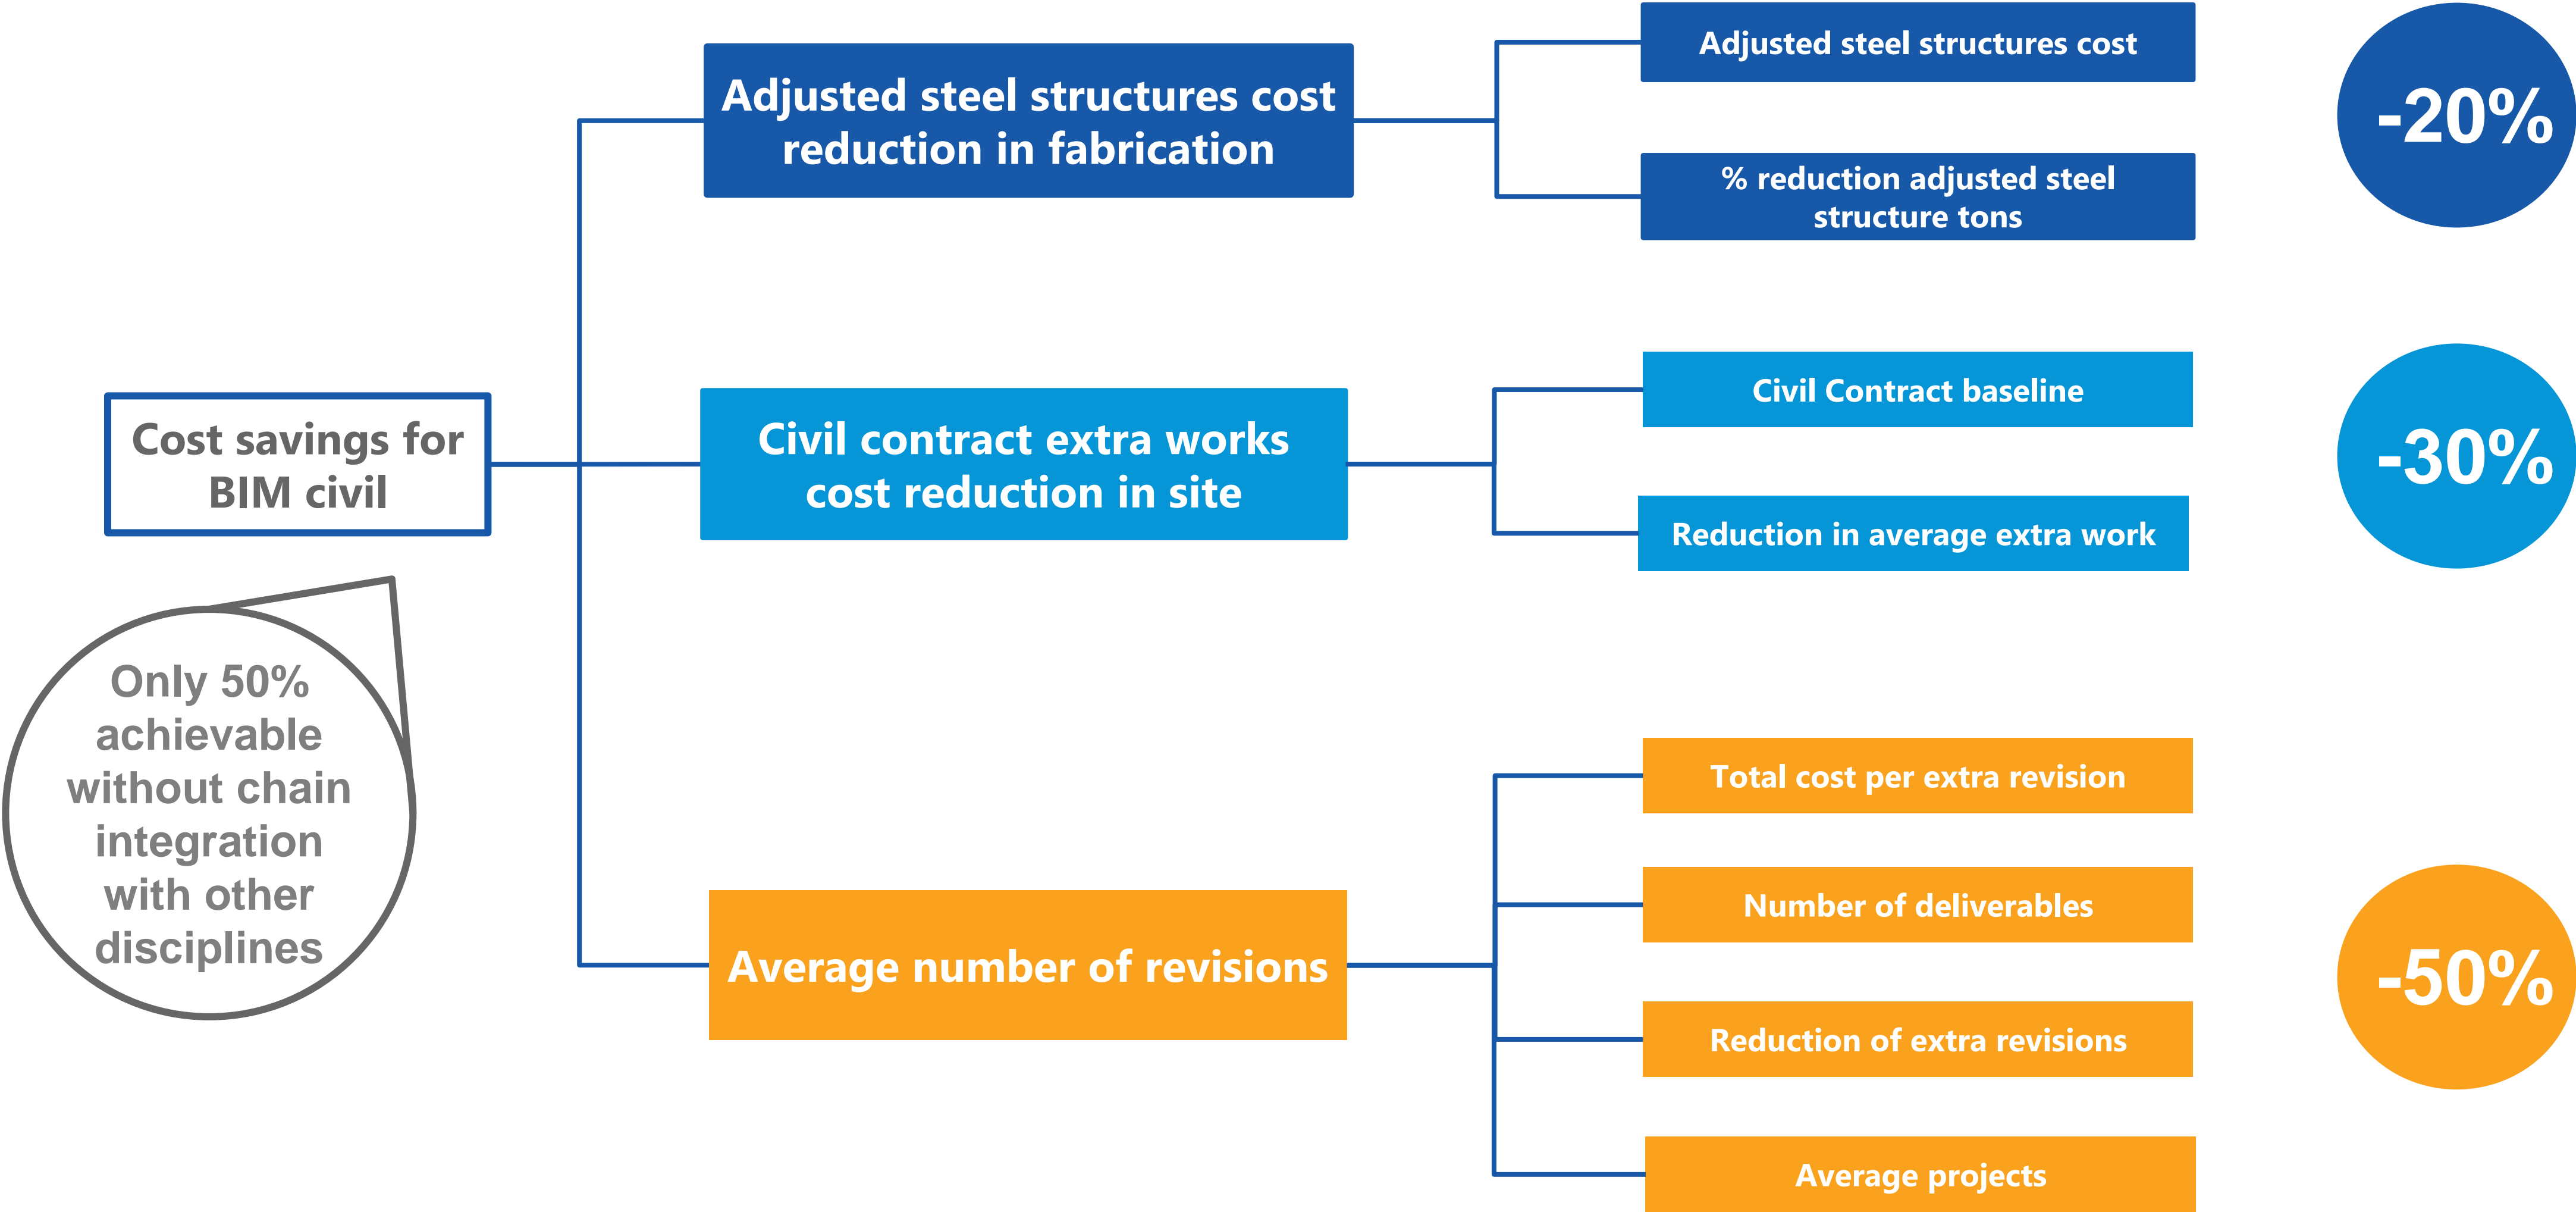 Adjusted steel structures cost
-20%
Adjusted steel structures cost
reduction in fabrication
% reduction adjusted steel
structure tons
Civil Contract baseline
-30%
Cost savings for
BIM civil
Civil contract extra works
cost reduction in site
Reduction in average extra work
Only 50%
achievable
without chain
integration
with other
disciplines
Total cost per extra revision
Number of deliverables
Average number of revisions
-50%
Reduction of extra revisions
Average projects